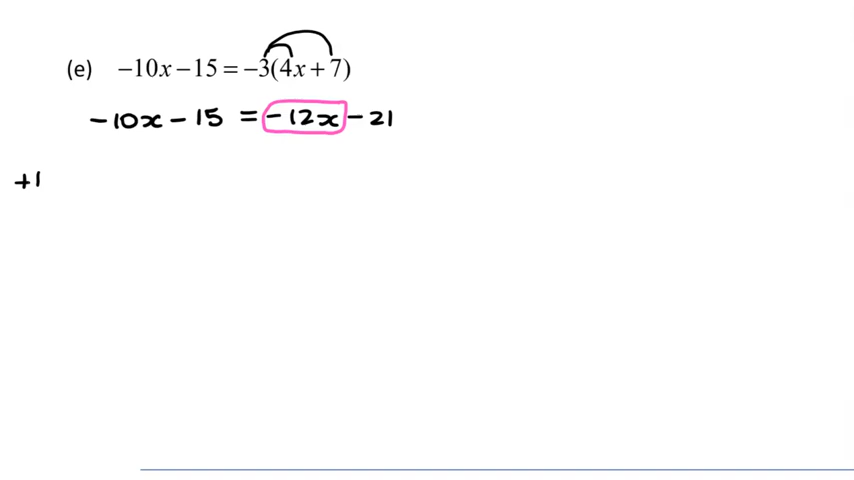 (e) −10x − 15 = −3(4x + 7)
−10x − 15 = −12x − 21
+1